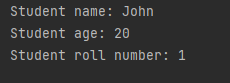 Student name: John
Student age: 20
Student roll number: 1